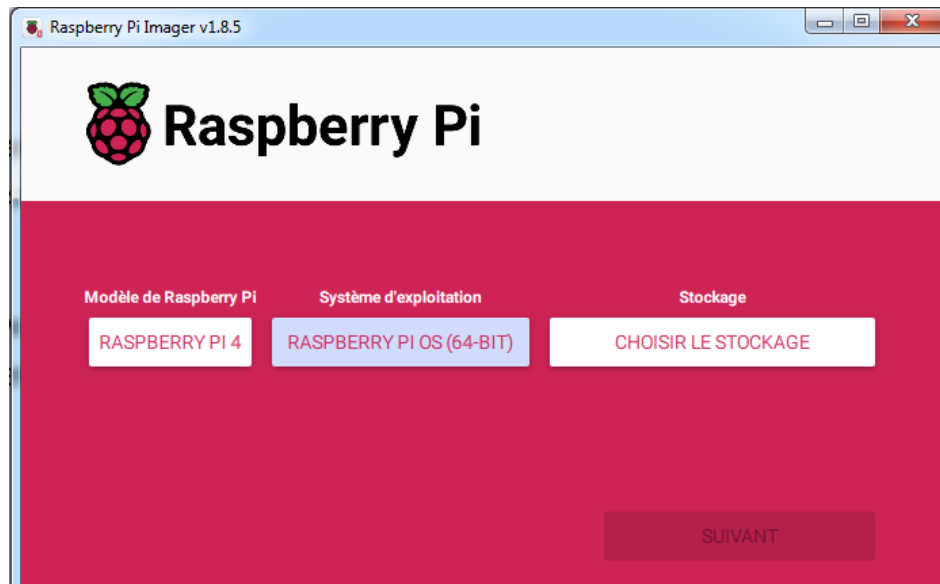 Raspberry Pi Imager v1.8.5
Raspberry Pi
Modèle de Raspberry Pi
Système d'exploitation
Stockage
RASPBERRY PI 4
RASPBERRY PI OS (64-BIT)
CHOISIR LE STOCKAGE
SUIVANT